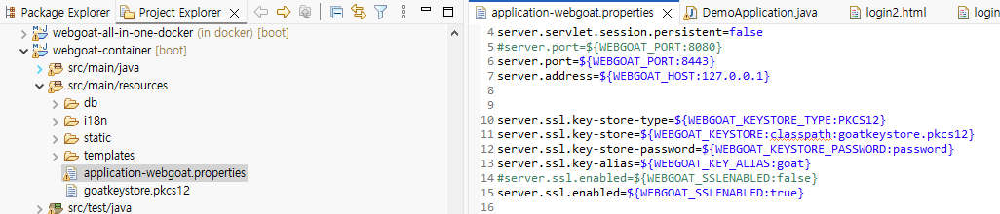 Package Explorer
Project Explorer
webgoat-all-in-one-docker (in docker) [boot]
webgoat-container [boot]
src/main/java
src/main/resources
db
i18n
static
templates
application-webgoat.properties
goatkeystore.pkcs12
src/test/java
application-webgoat.properties
DemoApplication.java
login2.html
login
4 server.servlet.session.persistent=false
5 #server.port=${WEBGOAT_PORT:8080}
6 server.port=${WEBGOAT_PORT:8443}
7 server.address=${WEBGOAT_HOST:127.0.0.1}
8
9
10 server.ssl.key-store-type=${WEBGOAT_KEYSTORE_TYPE:PKCS12}
11 server.ssl.key-store=${WEBGOAT_KEYSTORE:classpath:goatkeystore.pkcs12}
12 server.ssl.key-store-password=${WEBGOAT_KEYSTORE_PASSWORD:password}
13 server.ssl.key-alias=${WEBGOAT_KEY_ALIAS:goat}
14 #server.ssl.enabled=${WEBGOAT_SSLENABLED:false}
15 server.ssl.enabled=${WEBGOAT_SSLENABLED:true}
16